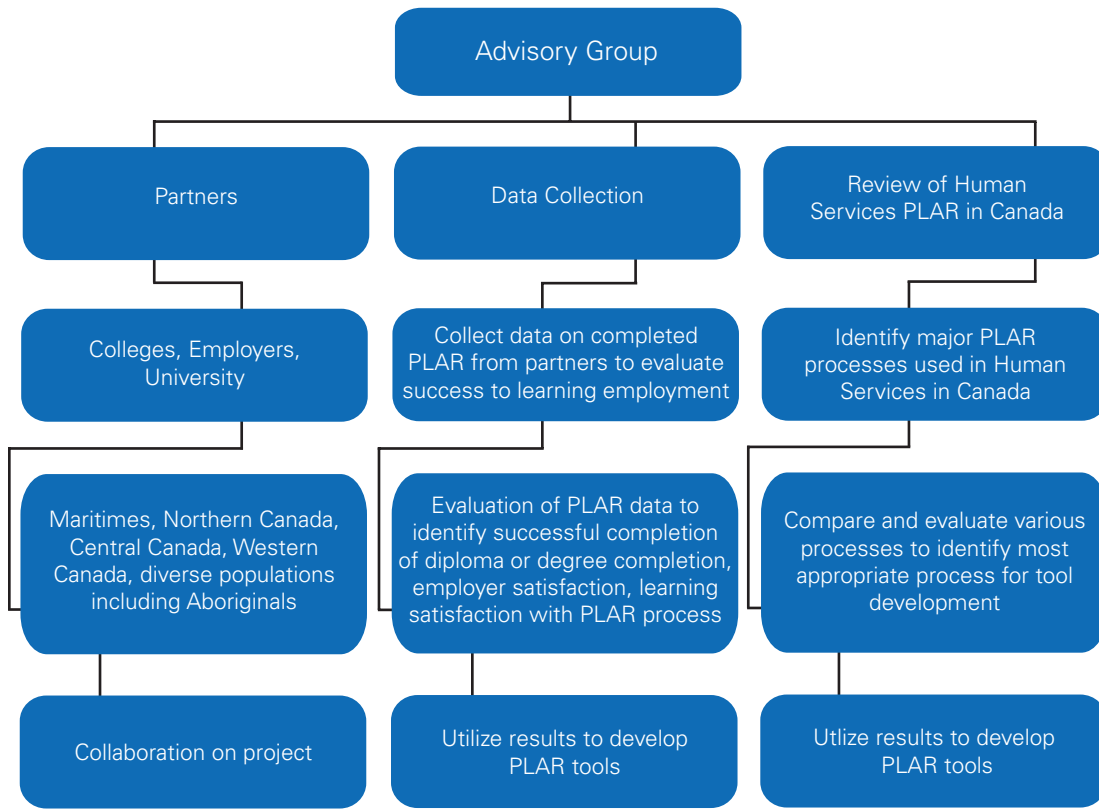 Advisory Group
Partners
Data Collection
Review of Human
Services PLAR in Canada
Colleges, Employers,
University
Collect data on completed
PLAR from partners to evaluate
success to learning employment
Identify major PLAR
processes used in Human
Services in Canada
Maritimes, Northern Canada,
Central Canada, Western
Canada, diverse populations
including Aboriginals
Evaluation of PLAR data to
identify successful completion
of diploma or degree completion,
employer satisfaction, learning
satisfaction with PLAR process
Compare and evaluate various
processes to identify most
appropriate process for tool
development
Collaboration on project
Utilize results to develop
PLAR tools
Utlize results to develop
PLAR tools